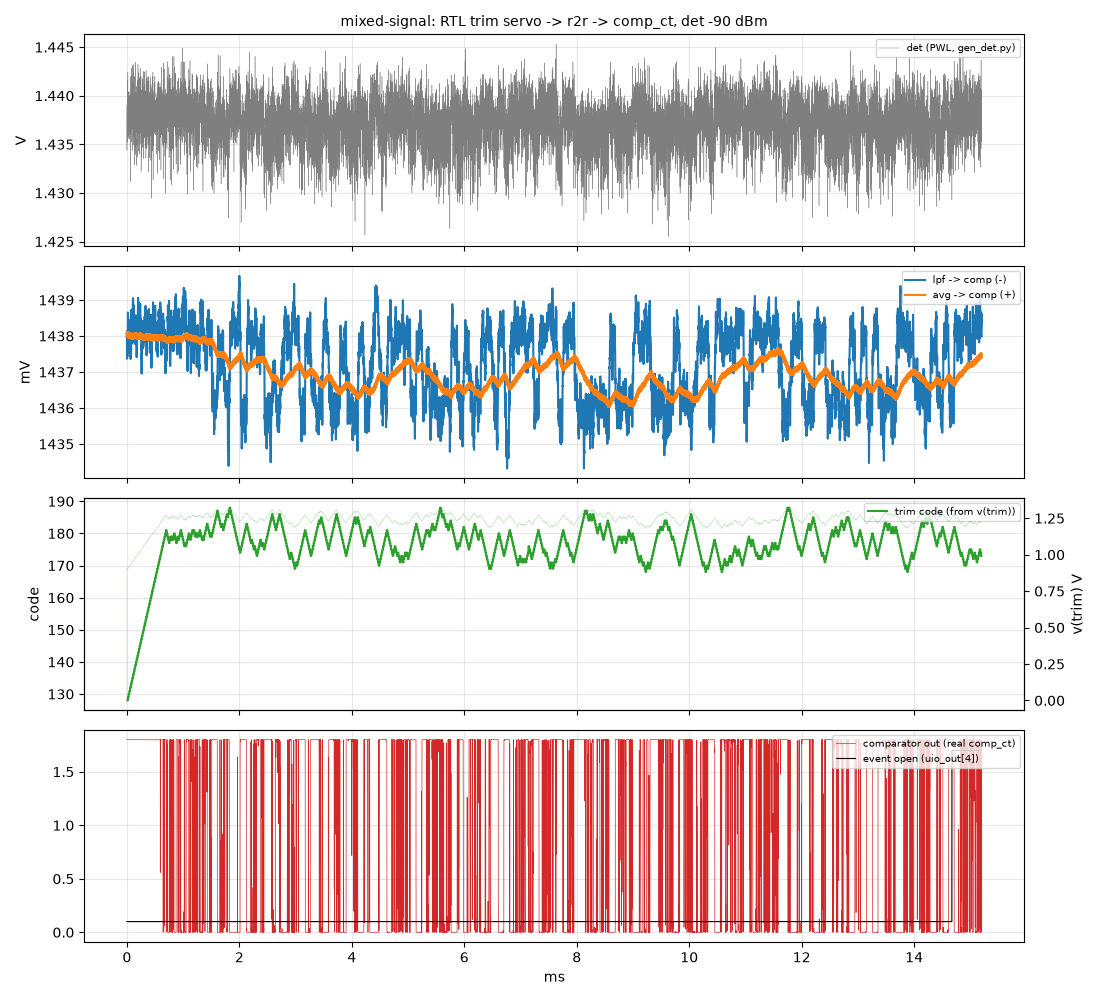 mixed-signal: RTL trim servo -> r2r -> comp_ct, det -90 dBm
1.445
1.440
1.435
1.430
1.425
V
det (PWL, gen_det.py)
1439
1438
1437
1436
1435
mV
lpf -> comp (-)
avg -> comp (+)
190
180
170
160
150
140
130
code
trim code (from v(trim))
1.25
1.00
0.75
0.50
0.25
0.00
v(trim) V
1.5
1.0
0.5
0.0
comparator out (real comp_ct)
event open (uio_out[4])
0 2 4 6 8 10 12 14
ms